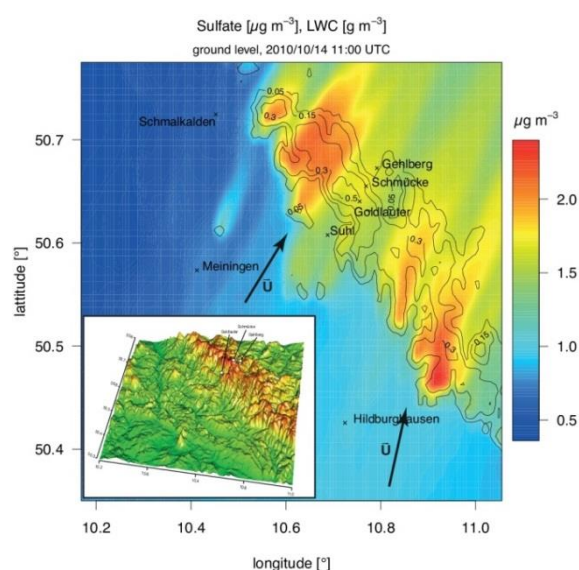 Sulfate [µg m⁻³], LWC [g m⁻³]
ground level, 2010/10/14 11:00 UTC
µg m⁻³
2.0
1.5
1.0
0.5
lattitude [°]
50.7
50.6
50.5
50.4
Schmalkalden
0.05
0.3
0.15
Gehlberg
0.3
Schmücke
0.5
0.05
Goldlauter
0.05
Suhl
Meiningen
Ū
0.3
0.15
0.3
Hildburghausen
Ū
10.2
10.4
10.6
10.8
11.0
longitude [°]